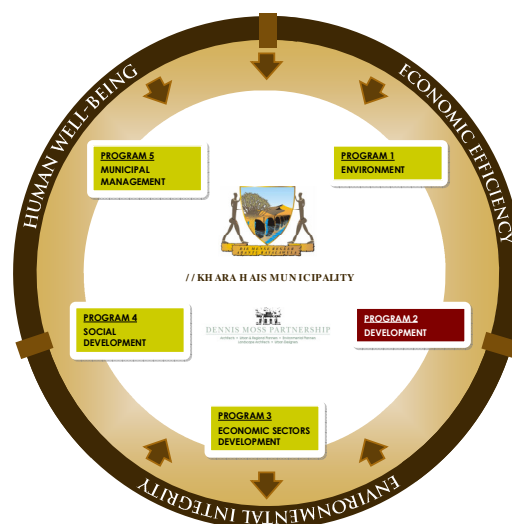 HUMAN WELL-BEING
ECONOMIC EFFICIENCY
PROGRAM 5
MUNICIPAL
MANAGEMENT
PROGRAM 1
ENVIRONMENT
//KHARA HAIS MUNICIPALITY
PROGRAM 4
SOCIAL
DEVELOPMENT
DENNIS MOSS PARTNERSHIP
PROGRAM 2
DEVELOPMENT
PROGRAM 3
ECONOMIC SECTORS
DEVELOPMENT
ENVIRONMENTAL INTEGRITY